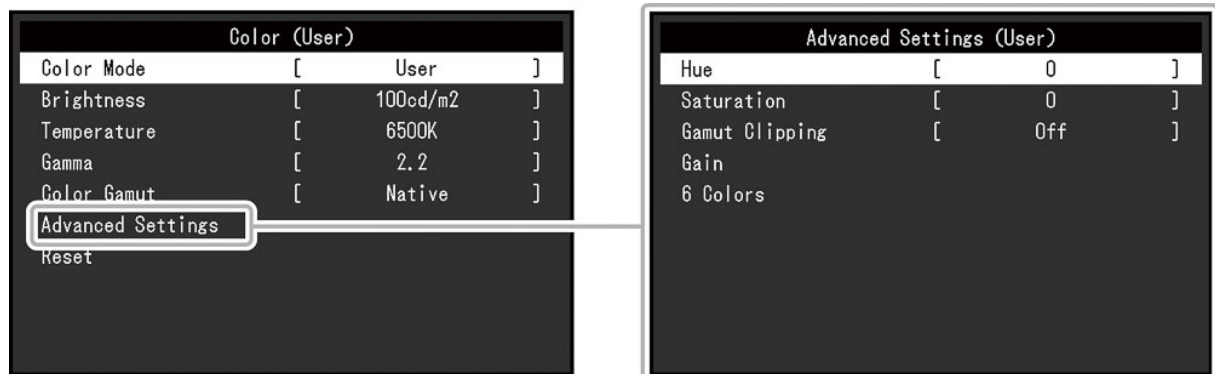 Color (User)
Color Mode [ User ]
Brightness [ 100cd/m2 ]
Temperature [ 6500K ]
Gamma [ 2.2 ]
Color Gamut [ Native ]
Advanced Settings
Reset
Advanced Settings (User)
Hue [ 0 ]
Saturation [ 0 ]
Gamut Clipping [ Off ]
Gain
6 Colors